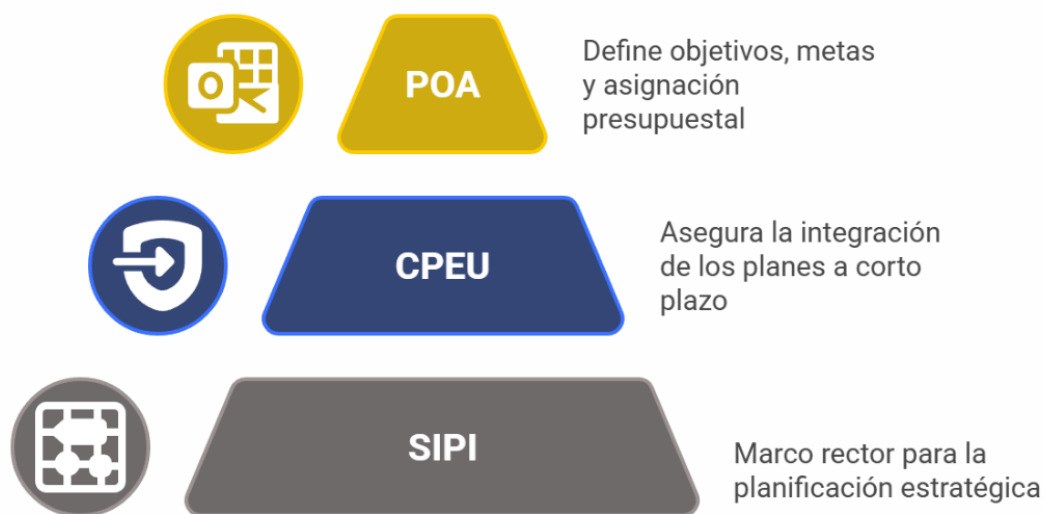 POA
Define objetivos, metas
y asignación
presupuestal
CPEU
Asegura la integración
de los planes a corto
plazo
SIPI
Marco rector para la
planificación estratégica